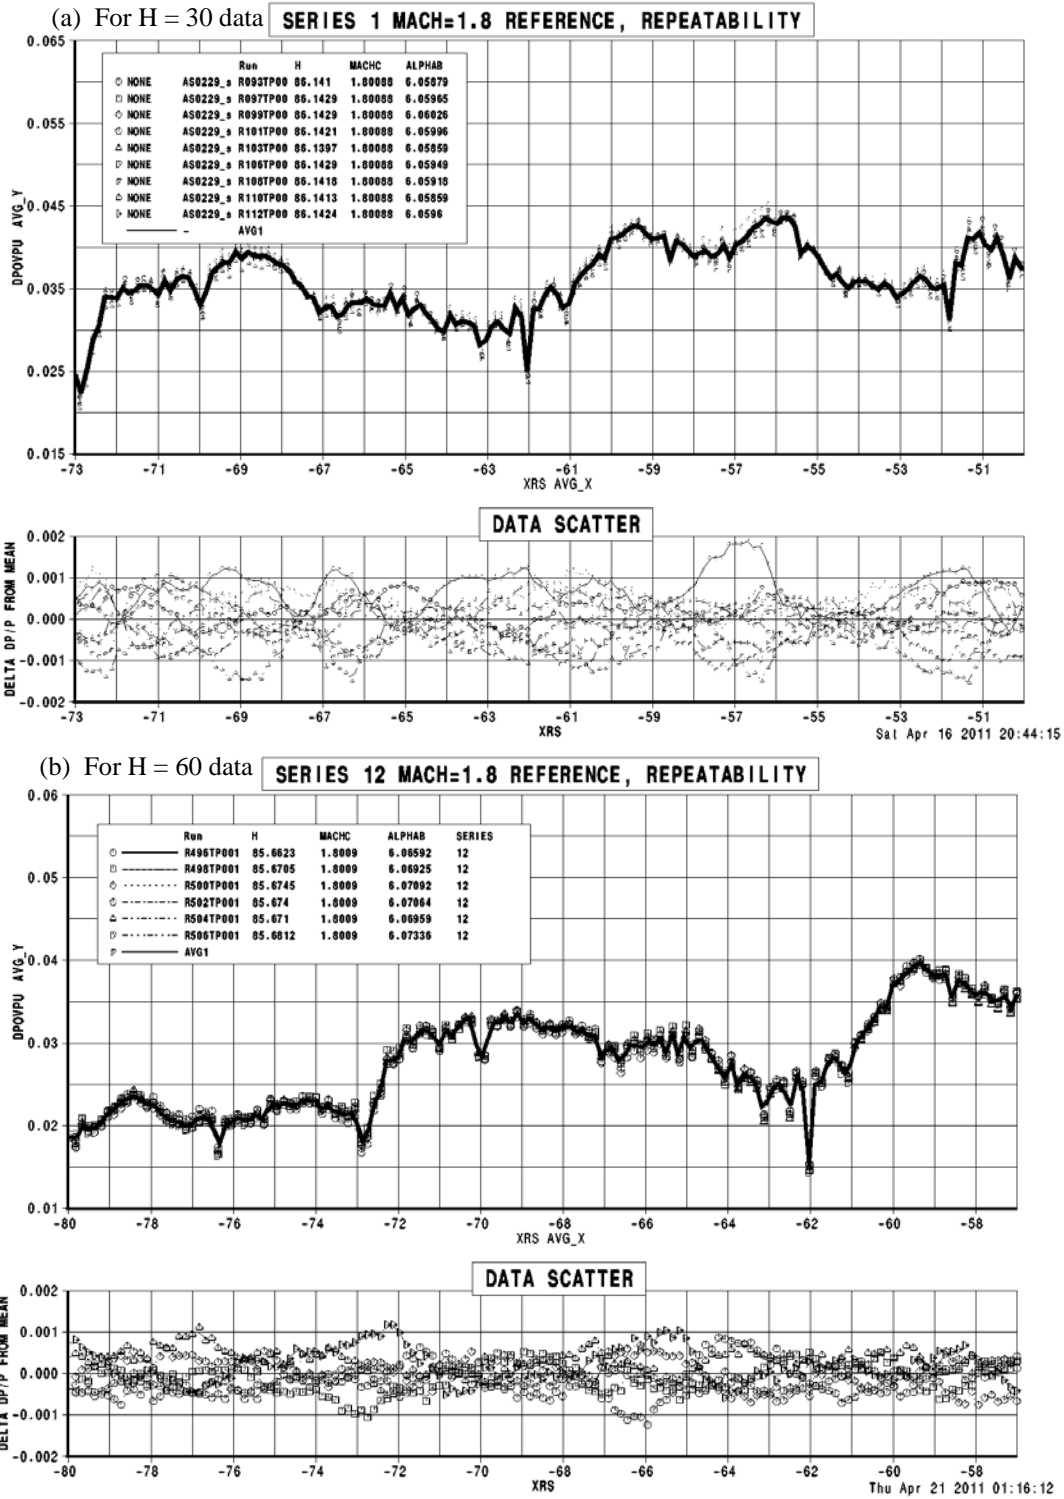 (a) For H = 30 data
SERIES 1 MACH=1.8 REFERENCE, REPEATABILITY
0.065
0.055
0.045
0.035
0.025
0.015
DPOVPU AVG_Y
Run H MACHC ALPHAB
NONE AS0229_s R093TP00 86.141 1.80088 6.05879
NONE AS0229_s R097TP00 86.1429 1.80088 6.05965
NONE AS0229_s R099TP00 86.1429 1.80088 6.06026
NONE AS0229_s R101TP00 86.1421 1.80088 6.05996
NONE AS0229_s R103TP00 86.1397 1.80088 6.05859
NONE AS0229_s R106TP00 86.1429 1.80088 6.05949
NONE AS0229_s R108TP00 86.1418 1.80088 6.05918
NONE AS0229_s R110TP00 86.1413 1.80088 6.05859
NONE AS0229_s R112TP00 86.1424 1.80088 6.0596
- AVG1
-73 -71 -69 -67 -65 -63 -61 -59 -57 -55 -53 -51
XRS AVG_X
DATA SCATTER
0.002
0.001
0.000
-0.001
-0.002
DELTA DP/P FROM MEAN
-73 -71 -69 -67 -65 -63 -61 -59 -57 -55 -53 -51
XRS
Sat Apr 16 2011 20:44:15
(b) For H = 60 data
SERIES 12 MACH=1.8 REFERENCE, REPEATABILITY
0.06
0.05
0.04
0.03
0.02
0.01
DPOVPU AVG_Y
Run H MACHC ALPHAB SERIES
R496TP001 85.6623 1.8009 6.06592 12
R498TP001 85.6705 1.8009 6.06925 12
R500TP001 85.6745 1.8009 6.07092 12
R502TP001 85.674 1.8009 6.07064 12
R504TP001 85.671 1.8009 6.06959 12
R506TP001 85.6812 1.8009 6.07336 12
AVG1
-80 -78 -76 -74 -72 -70 -68 -66 -64 -62 -60 -58
XRS AVG_X
DATA SCATTER
0.002
0.001
0.000
-0.001
-0.002
DELTA DP/P FROM MEAN
-80 -78 -76 -74 -72 -70 -68 -66 -64 -62 -60 -58
XRS
Thu Apr 21 2011 01:16:12